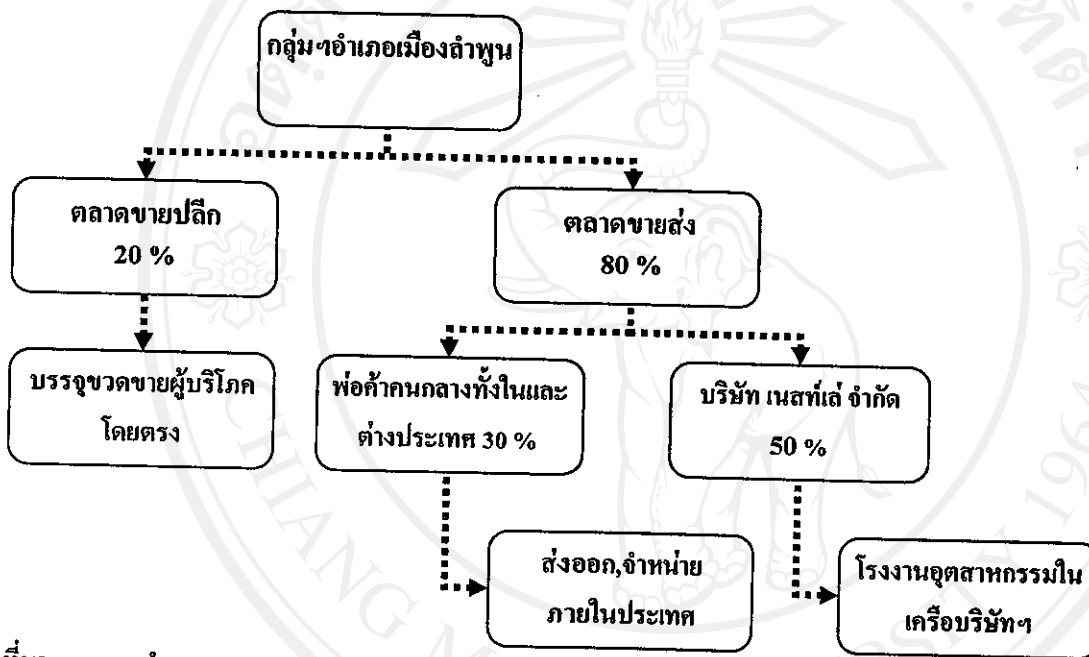 กลุ่มฯอำเภอเมืองลำพูน
ตลาดขายปลีก
20 %
ตลาดขายส่ง
80 %
บรรจุขวดขายผู้บริโภค
โดยตรง
พ่อค้าคนกลางทั้งในและ
ต่างประเทศ 30 %
บริษัท เนสท์เล่ จำกัด
50 %
ส่งออก,จำหน่าย
ภายในประเทศ
โรงงานอุตสาหกรรมใน
เครือบริษัทฯ